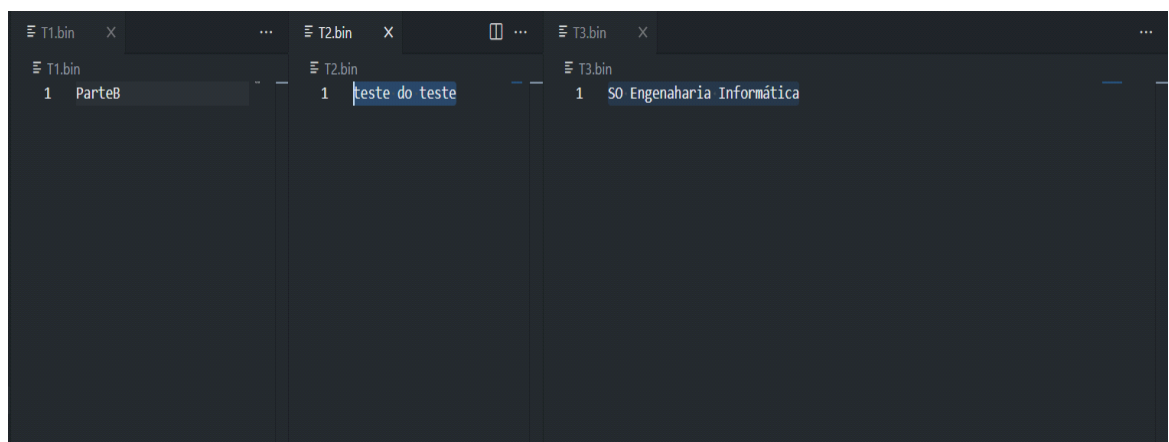 T1.bin
T1.bin
1 ParteB
T2.bin
T2.bin
1 teste do teste
T3.bin
T3.bin
1 SO Engenaharia Informática